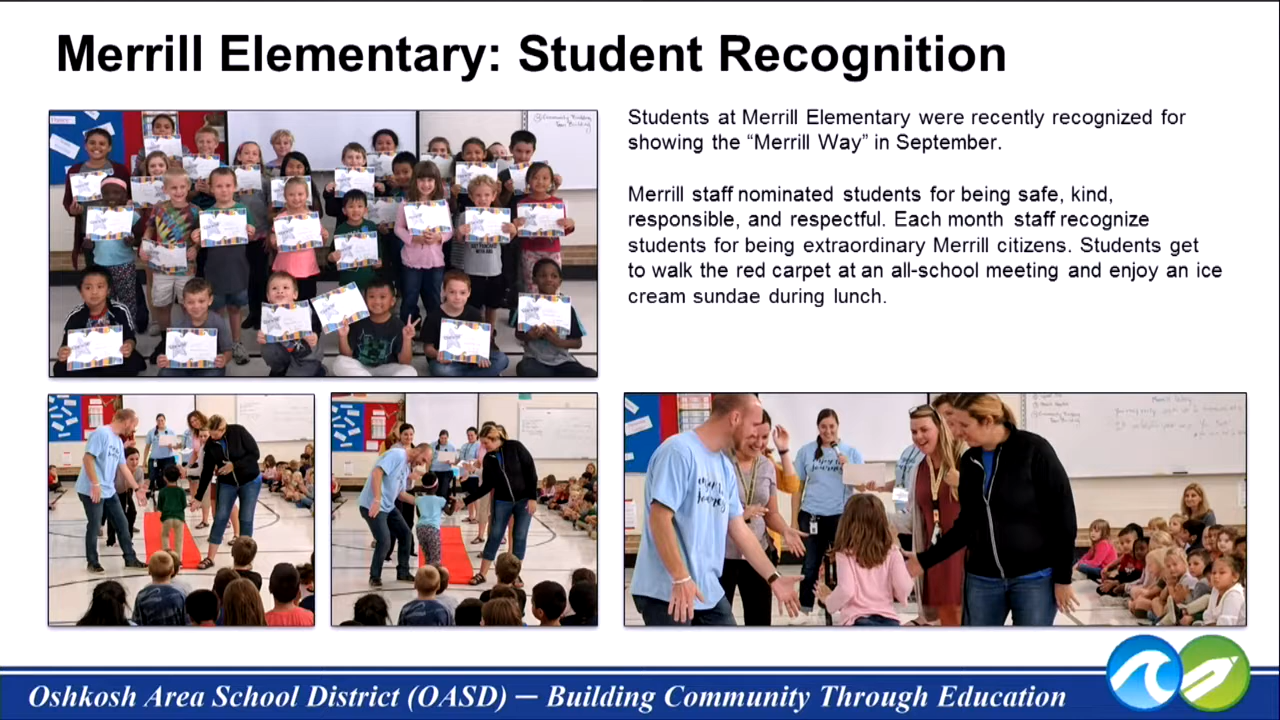 Merrill Elementary: Student Recognition
Students at Merrill Elementary were recently recognized for
showing the “Merrill Way” in September.
Merrill staff nominated students for being safe, kind,
responsible, and respectful. Each month staff recognize
students for being extraordinary Merrill citizens. Students get
to walk the red carpet at an all-school meeting and enjoy an ice
cream sundae during lunch.
Oshkosh Area School District (OASD) — Building Community Through Education